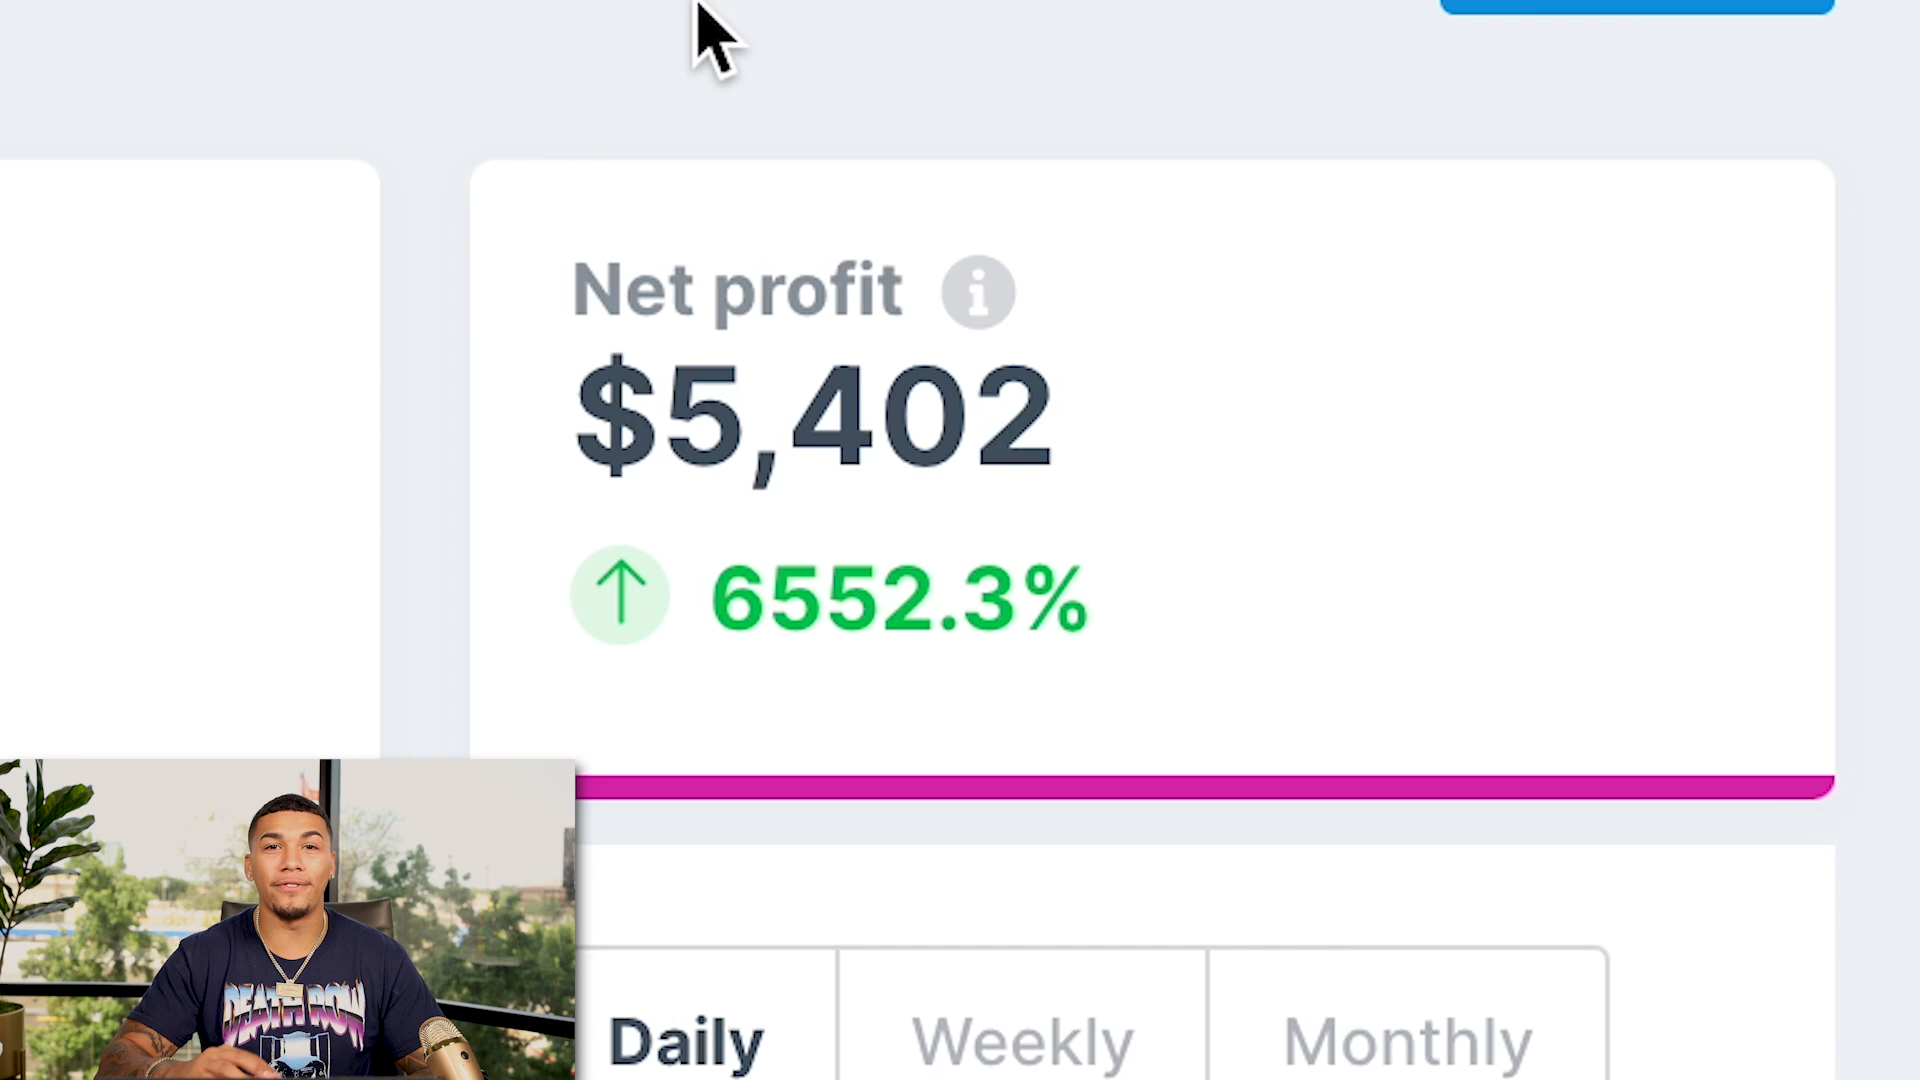 Net profit
$5,402
6552.3%
Daily Weekly Monthly
DEATH ROW